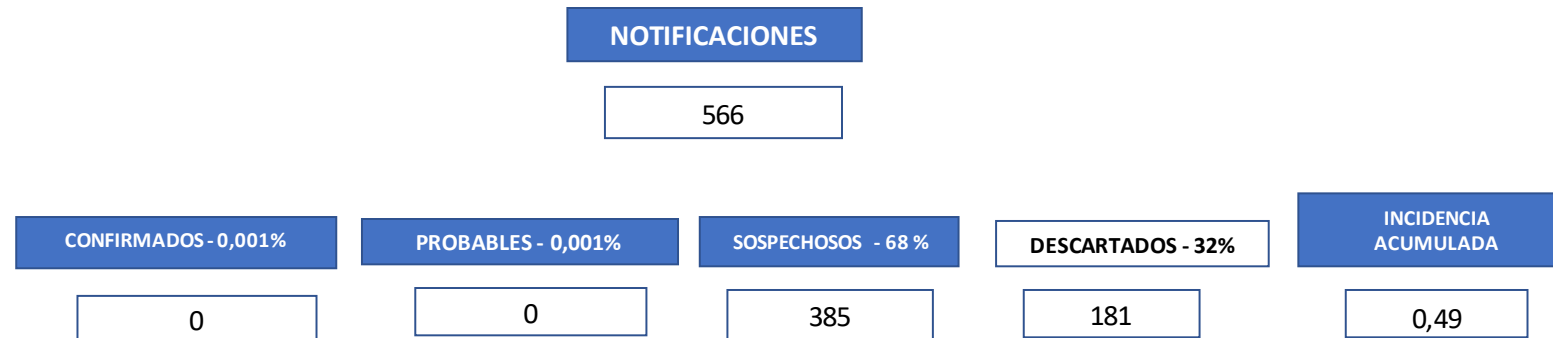 NOTIFICACIONES
566
CONFIRMADOS - 0,001%
PROBABLES - 0,001%
SOSPECHOSOS - 68 %
DESCARTADOS - 32%
INCIDENCIA
ACUMULADA
0
0
385
181
0,49